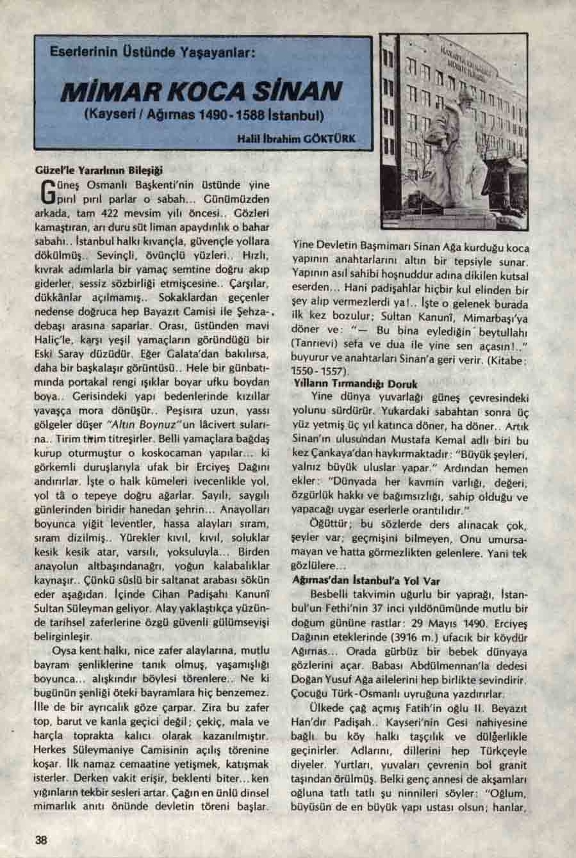 Eserlerinin Üstünde Yaşayanlar:
MİMAR KOCA SİNAN
(Kayseri / Ağırnas 1490-1588 İstanbul)
Halil İbrahim GÖKTÜRK
Güzel'le Yararlının Bileşiği
Güneş Osmanlı Başkenti'nin üstünde yine
pırıl pırıl parlar o sabah... Günümüzden
arkada, tam 422 mevsim yılı öncesi.. Gözleri
kamaştıran, arı duru süt liman apaydınlık o bahar
sabahı.. İstanbul halkı kıvançla, güvençle yollara
dökülmüş.. Sevinçli, övünçlü yüzleri.. Hızlı,
kıvrak adımlarla bir yamaç semtine doğru akıp
giderler, sessiz sözbirliği etmişcesine.. Çarşılar,
dükkânlar açılmamış.. Sokaklardan geçenler
nedense doğruca hep Bayazıt Camisi ile Şehza-
debaşı arasına saparlar. Orası, üstünden mavi
Haliç'le, karşı yeşil yamaçların göründüğü bir
Eski Saray düzüdür. Eğer Galata'dan bakılırsa,
daha bir başkalaşır görüntüsü.. Hele bir günbatı-
mında portakal rengi ışıklar boyar ufku boydan
boya.. Gerisindeki yapı bedenlerinde kızıllar
yavaşça mora dönüşür.. Peşisıra uzun, yassı
gölgeler düşer "Altın Boynuz"un lâcivert suları-
na.. Tirim titreşirler. Belli yamaçlara bağdaş
kurup oturmuştur o koskocaman yapılar... ki
görkemli duruşlarıyla ufak bir Erciyeş Dağını
andırırlar. İşte o halk kümeleri ivecenlikle yol,
yol tâ o tepeye doğru ağarlar. Sayılı, saygılı
günlerinden biridir hanedan şehrin... Anayolları
boyunca yiğit leventler, hassa alayları sıram,
sıram dizilmiş.. Yürekler kıvıl, kıvıl, soluklar
kesik kesik atar, varsılı, yoksuluyla... Birden
anayolun altbaşındanağrı, yoğun kalabalıklar
kaynaşır.. Çünkü süslü bir saltanat arabası sökün
eder aşağıdan. İçinde Cihan Padişahı Kanunî
Sultan Süleyman geliyor. Alay yaklaştıkça yüzün-
de tarihsel zaferlerine özgü güvenli gülümseyişi
belirginleşir.
Oysa kent halkı, nice zafer alaylarına, mutlu
bayram şenliklerine tanık olmuş, yaşamışlığı
boyunca... alışkındır böylesi törenlere.. Ne ki
bugünün şenliği öteki bayramlara hiç benzemez.
İlle de bir ayrıcalık göze çarpar. Zira bu zafer
top, barut ve kanla geçici değil; çekiç, mala ve
harçla toprakta kalıcı olarak kazanılmıştır.
Herkes Süleymaniye Camisinin açılış törenine
koşar. İlk namaz cemaatine yetişmek, katışmak
isterler. Derken vakit erişir, beklenti biter... ken
yığınların tekbir sesleri artar. Çağın en ünlü dinsel
mimarlık anıtı önünde devletin töreni başlar.
Yine Devletin Başmimarı Sinan Ağa kurduğu koca
yapının anahtarlarını altın bir tepsiyle sunar.
Yapının asıl sahibi hoşnuddur adına dikilen kutsal
eserden... Hani padişahlar hiçbir kul elinden bir
şey alıp vermezlerdi ya!.. İşte o gelenek burada
ilk kez bozulur; Sultan Kanunî, Mimarbaşı'ya
döner ve: "— Bu bina eylediğin beytullahı
(Tanrıevi) sefa ve dua ile yine sen açasın!.."
buyurur ve anahtarları Sinan'a geri verir. (Kitabe:
1550-1557).
Yılların Tırmandığı Doruk
Yine dünya yuvarlağı güneş çevresindeki
yolunu sürdürür. Yukardaki sabahtan sonra üç
yüz yetmiş üç yıl katınca döner, ha döner.. Artık
Sinan'ın ulusundan Mustafa Kemal adlı biri bu
kez Çankaya'dan haykırmaktadır: "Büyük şeyleri,
yalnız büyük uluslar yapar." Ardından hemen
ekler: "Dünyada her kavmin varlığı, değeri,
özgürlük hakkı ve bağımsızlığı, sahip olduğu ve
yapacağı uygar eserlerle orantılıdır."
Öğüttür; bu sözlerde ders alınacak çok,
şeyler var; geçmişini bilmeyen, Onu umursa-
mayan ve hatta görmezlikten gelenlere. Yani tek
gözlülere...
Ağırnas'dan İstanbul'a Yol Var
Besbelli takvimin uğurlu bir yaprağı, İstan-
bul'un Fethi'nin 37 inci yıldönümünde mutlu bir
doğum gününe rastlar: 29 Mayıs 1490. Erciyeş
Dağının eteklerinde (3916 m.) ufacık bir köydür
Ağırnas... Orada gürbüz bir bebek dünyaya
gözlerini açar. Babası Abdülmennan'la dedesi
Doğan Yusuf Ağa ailelerini hep birlikte sevindirir.
Çocuğu Türk-Osmanlı uyruğuna yazdırırlar.
Ülkede çağ açmış Fatih'in oğlu II. Beyazıt
Han'dır Padişah.. Kayseri'nin Gesi nahiyesine
bağlı bu köy halkı taşçılık ve dülğerlikle
geçinirler. Adlarını, dillerini hep Türkçeyle
diyeler. Yurtları, yuvaları çevrenin bol granit
taşından örülmüş. Belki genç annesi de akşamları
oğluna tatlı tatlı şu ninnileri söyler: "Oğlum,
büyüsün de en büyük yapı ustası olsun; hanlar,
38